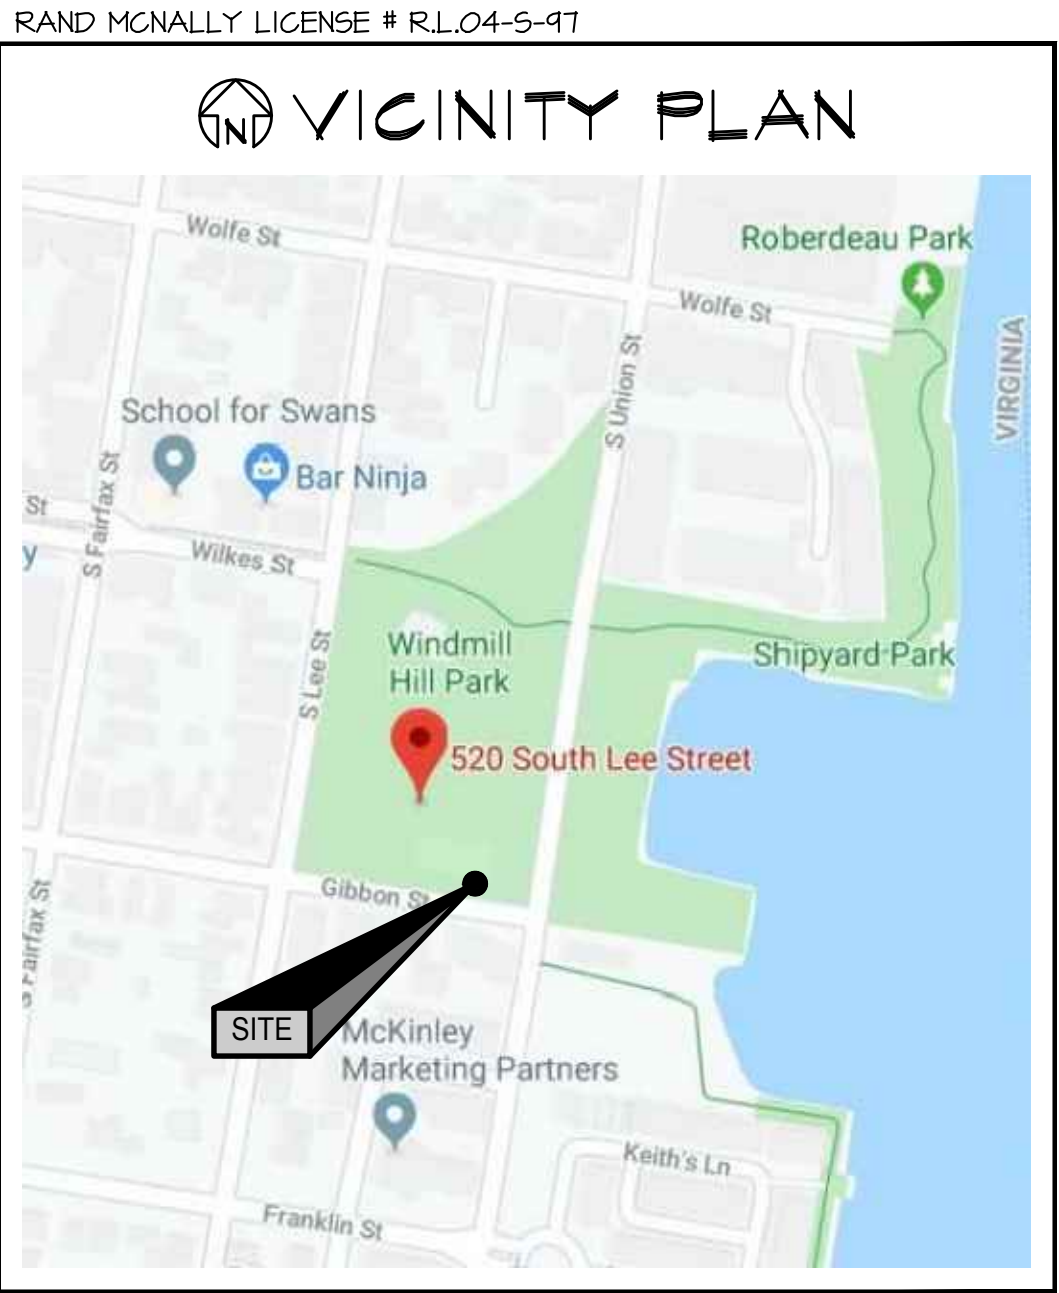 RAND MCNALLY LICENSE # R.L.04-S-97
N VICINITY PLAN
Wolfe St
Roberdeau Park
Wolfe St
VIRGINIA
S Union St
School for Swans
Bar Ninja
St
S Fairfax St
y
Wilkes St
Windmill
Hill Park
Shipyard Park
S Lee St
520 South Lee Street
Gibbon St
S Fairfax St
SITE
McKinley
Marketing Partners
Keith's Ln
Franklin St